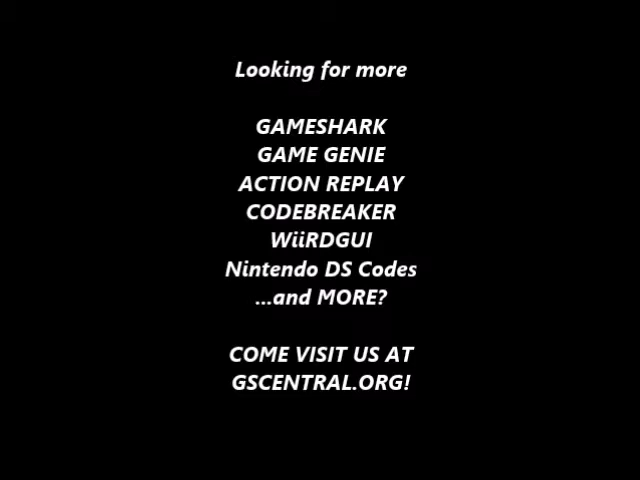 Looking for more
GAMESHARK
GAME GENIE
ACTION REPLAY
CODEBREAKER
WiiRDGUI
Nintendo DS Codes
...and MORE?
COME VISIT US AT
GSCENTRAL.ORG!